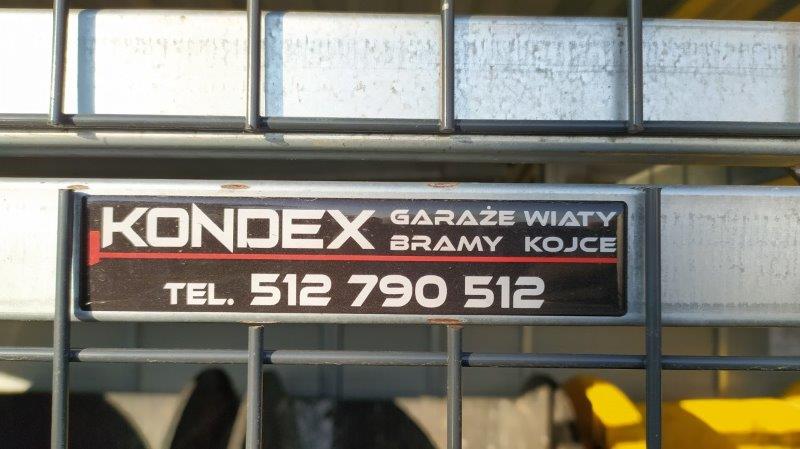 KONDEX GARAŻE WIATY
BRAMY KOJCE
TEL. 512 790 512